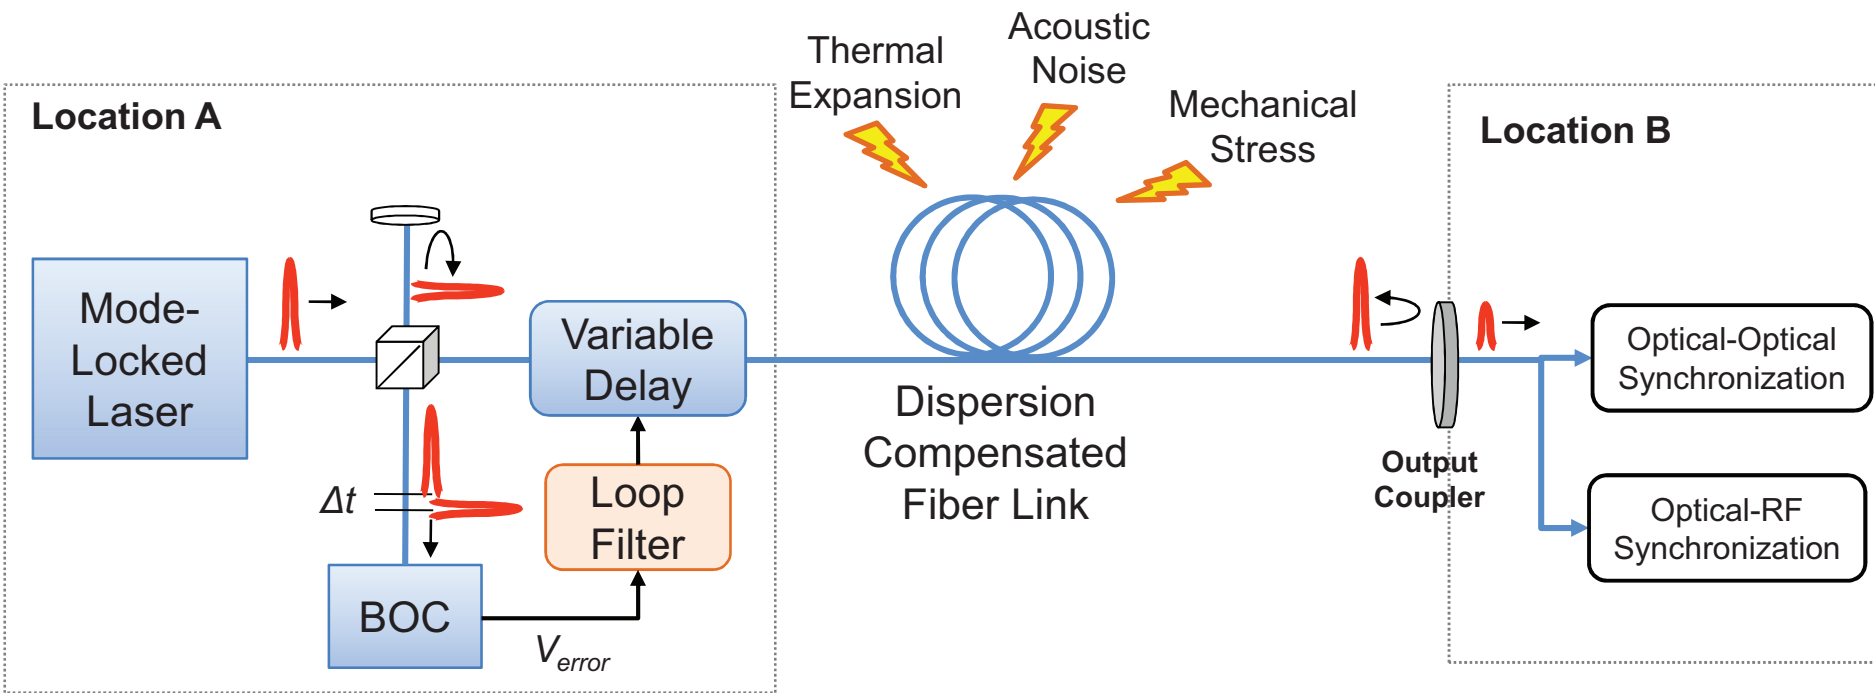 Location A
Mode-
Locked
Laser
Variable
Delay
Δt
Loop
Filter
BOC
Verror
Thermal
Expansion
Acoustic
Noise
Mechanical
Stress
Dispersion
Compensated
Fiber Link
Output
Coupler
Location B
Optical-Optical
Synchronization
Optical-RF
Synchronization